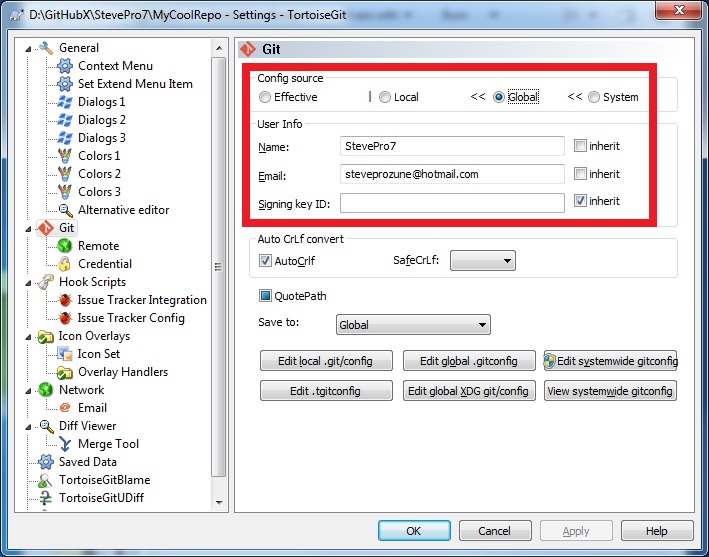 D:\GitHubX\StevePro7\MyCoolRepo - Settings - TortoiseGit
General
Context Menu
Set Extend Menu Item
Dialogs 1
Dialogs 2
Dialogs 3
Colors 1
Colors 2
Colors 3
Alternative editor
Git
Remote
Credential
Hook Scripts
Issue Tracker Integration
Issue Tracker Config
Icon Overlays
Icon Set
Overlay Handlers
Network
Email
Diff Viewer
Merge Tool
Saved Data
TortoiseGitBlame
TortoiseGitUDiff
Git
Config source
Effective | Local << Global << System
User Info
Name: StevePro7 inherit
Email: steveprozune@hotmail.com inherit
Signing key ID: inherit
Auto CrLf convert
AutoCrlf SafeCrLf:
QuotePath
Save to: Global
Edit local .git/config Edit global .gitconfig Edit systemwide gitconfig
Edit .tgitconfig Edit global XDG git/config View systemwide gitconfig
OK Cancel Apply Help